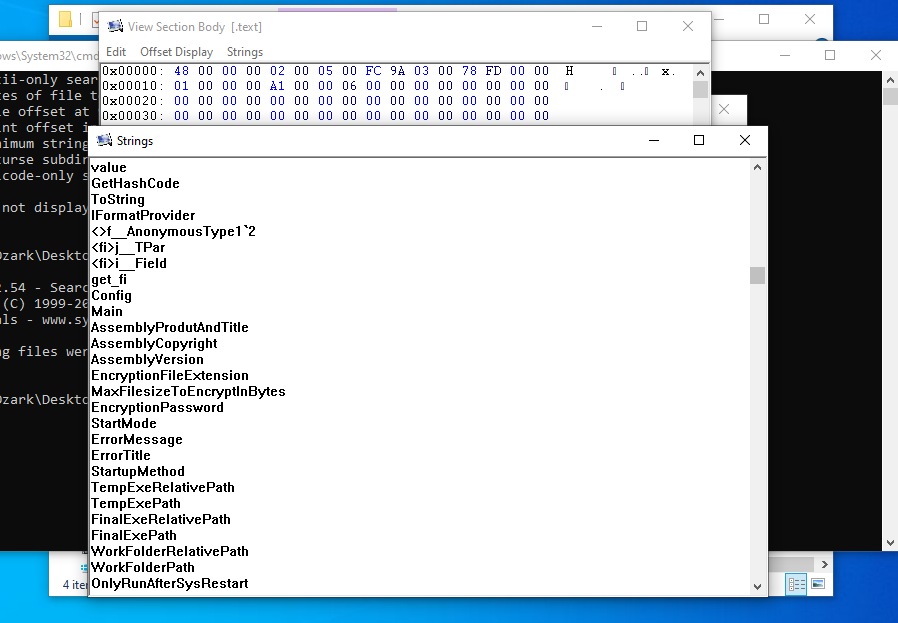 View Section Body [.text]
Edit Offset Display Strings
0x00000: 48 00 00 00 02 00 05 00 FC 9A 03 00 78 FD 00 00 H
0x00010: 01 00 00 00 A1 00 00 06 00 00 00 00 00 00 00 00
0x00020: 00 00 00 00 00 00 00 00 00 00 00 00 00 00 00 00
0x00030: 00 00 00 00 00 00 00 00 00 00 00 00 00 00 00 00
ows\System32\cmd
ii-only sear
tes of file t
e offset at
nt offset i
nimum string
urse subdir
code-only s
not display
Ozark\Deskto
2.54 - Searc
(C) 1999-20
als - www.sy
ng files wer
Ozark\Deskto
Strings
value
GetHashCode
ToString
IFormatProvider
<>f__AnonymousType1`2
<fi>j__TPar
<fi>i__Field
get_fi
Config
Main
AssemblyProdutAndTitle
AssemblyCopyright
AssemblyVersion
EncryptionFileExtension
MaxFilesizeToEncryptInBytes
EncryptionPassword
StartMode
ErrorMessage
ErrorTitle
StartupMethod
TempExeRelativePath
TempExePath
FinalExeRelativePath
FinalExePath
WorkFolderRelativePath
WorkFolderPath
OnlyRunAfterSysRestart
4 iter